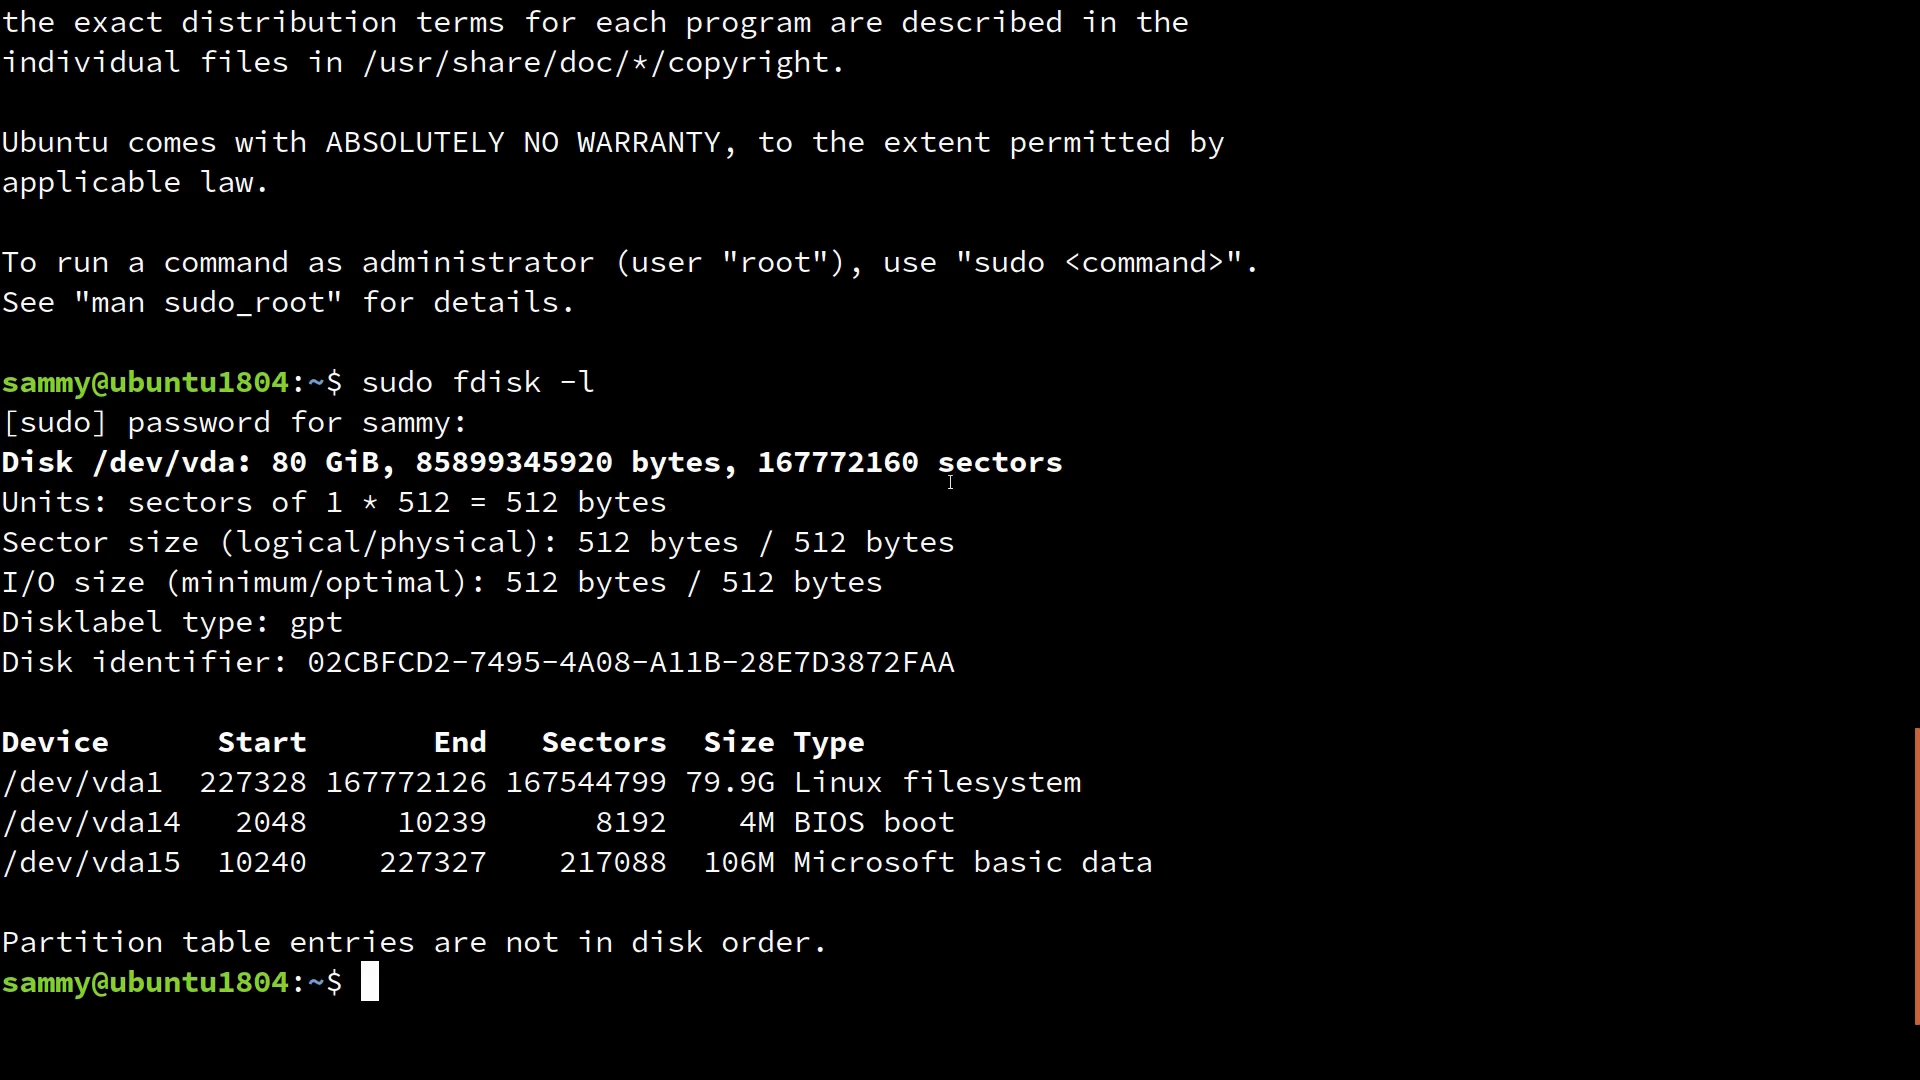 the exact distribution terms for each program are described in the
individual files in /usr/share/doc/*/copyright.
Ubuntu comes with ABSOLUTELY NO WARRANTY, to the extent permitted by
applicable law.
To run a command as administrator (user "root"), use "sudo <command>".
See "man sudo_root" for details.
sammy@ubuntu1804:~$ sudo fdisk -l
[sudo] password for sammy:
Disk /dev/vda: 80 GiB, 85899345920 bytes, 167772160 sectors
Units: sectors of 1 * 512 = 512 bytes
Sector size (logical/physical): 512 bytes / 512 bytes
I/O size (minimum/optimal): 512 bytes / 512 bytes
Disklabel type: gpt
Disk identifier: 02CBFCD2-7495-4A08-A11B-28E7D3872FAA
Device      Start       End   Sectors  Size Type
/dev/vda1  227328 167772126 167544799 79.9G Linux filesystem
/dev/vda14   2048     10239      8192    4M BIOS boot
/dev/vda15  10240    227327    217088  106M Microsoft basic data
Partition table entries are not in disk order.
sammy@ubuntu1804:~$